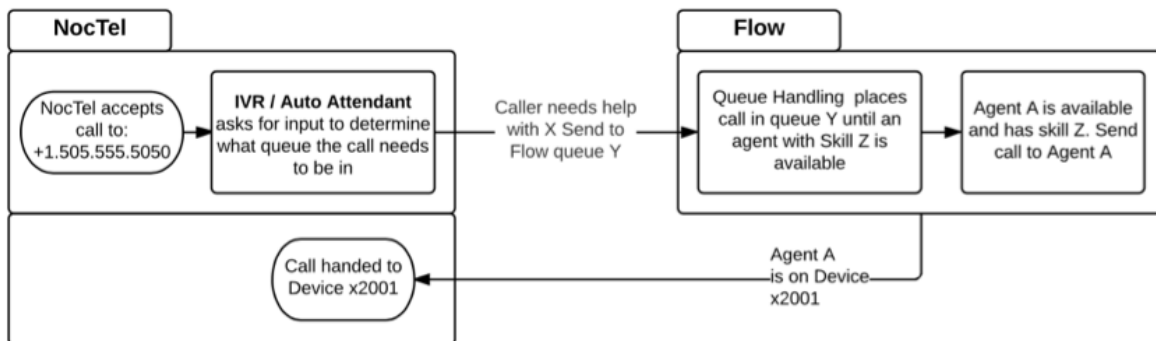 NocTel
Flow
NocTel accepts
call to:
+1.505.555.5050
IVR / Auto Attendant
asks for input to determine
what queue the call needs
to be in
Caller needs help
with X Send to
Flow queue Y
Queue Handling places
call in queue Y until an
agent with Skill Z is
available
Agent A is available
and has skill Z. Send
call to Agent A
Agent A
is on Device
x2001
Call handed to
Device x2001